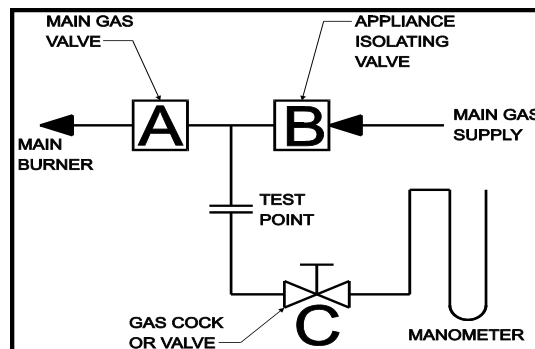 MAIN GAS
VALVE
APPLIANCE
ISOLATING
VALVE
A
B
MAIN
BURNER
MAIN GAS
SUPPLY
TEST
POINT
GAS COCK
OR VALVE
C
MANOMETER